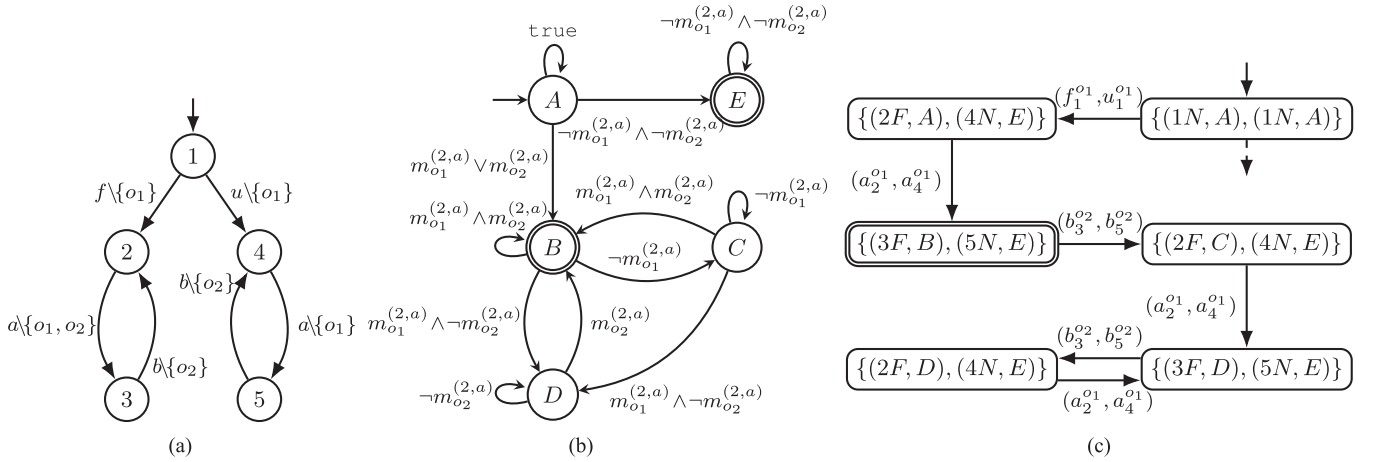 1
f\{o₁}
u\{o₁}
2
4
b\{o₂}
a\{o₁, o₂}
a\{o₁}
b\{o₂}
3
5
(a)
true
¬m_{o₁}^{(2,a)} ∧ ¬m_{o₂}^{(2,a)}
A
E
¬m_{o₁}^{(2,a)} ∧ ¬m_{o₂}^{(2,a)}
m_{o₁}^{(2,a)} ∨ m_{o₂}^{(2,a)}
m_{o₁}^{(2,a)} ∧ m_{o₂}^{(2,a)}
¬m_{o₁}^{(2,a)}
m_{o₁}^{(2,a)} ∧ m_{o₂}^{(2,a)}
B
¬m_{o₁}^{(2,a)}
C
m_{o₁}^{(2,a)} ∧ ¬m_{o₂}^{(2,a)}
m_{o₂}^{(2,a)}
¬m_{o₂}^{(2,a)}
D
m_{o₁}^{(2,a)} ∧ ¬m_{o₂}^{(2,a)}
(b)
{(2F, A), (4N, E)}
(f_1^{o₁}, u_1^{o₁})
{(1N, A), (1N, A)}
(a_2^{o₁}, a_4^{o₁})
{(3F, B), (5N, E)}
(b_3^{o₂}, b_5^{o₂})
{(2F, C), (4N, E)}
(a_2^{o₁}, a_4^{o₁})
{(2F, D), (4N, E)}
(b_3^{o₂}, b_5^{o₂})
{(3F, D), (5N, E)}
(a_2^{o₁}, a_4^{o₁})
(c)